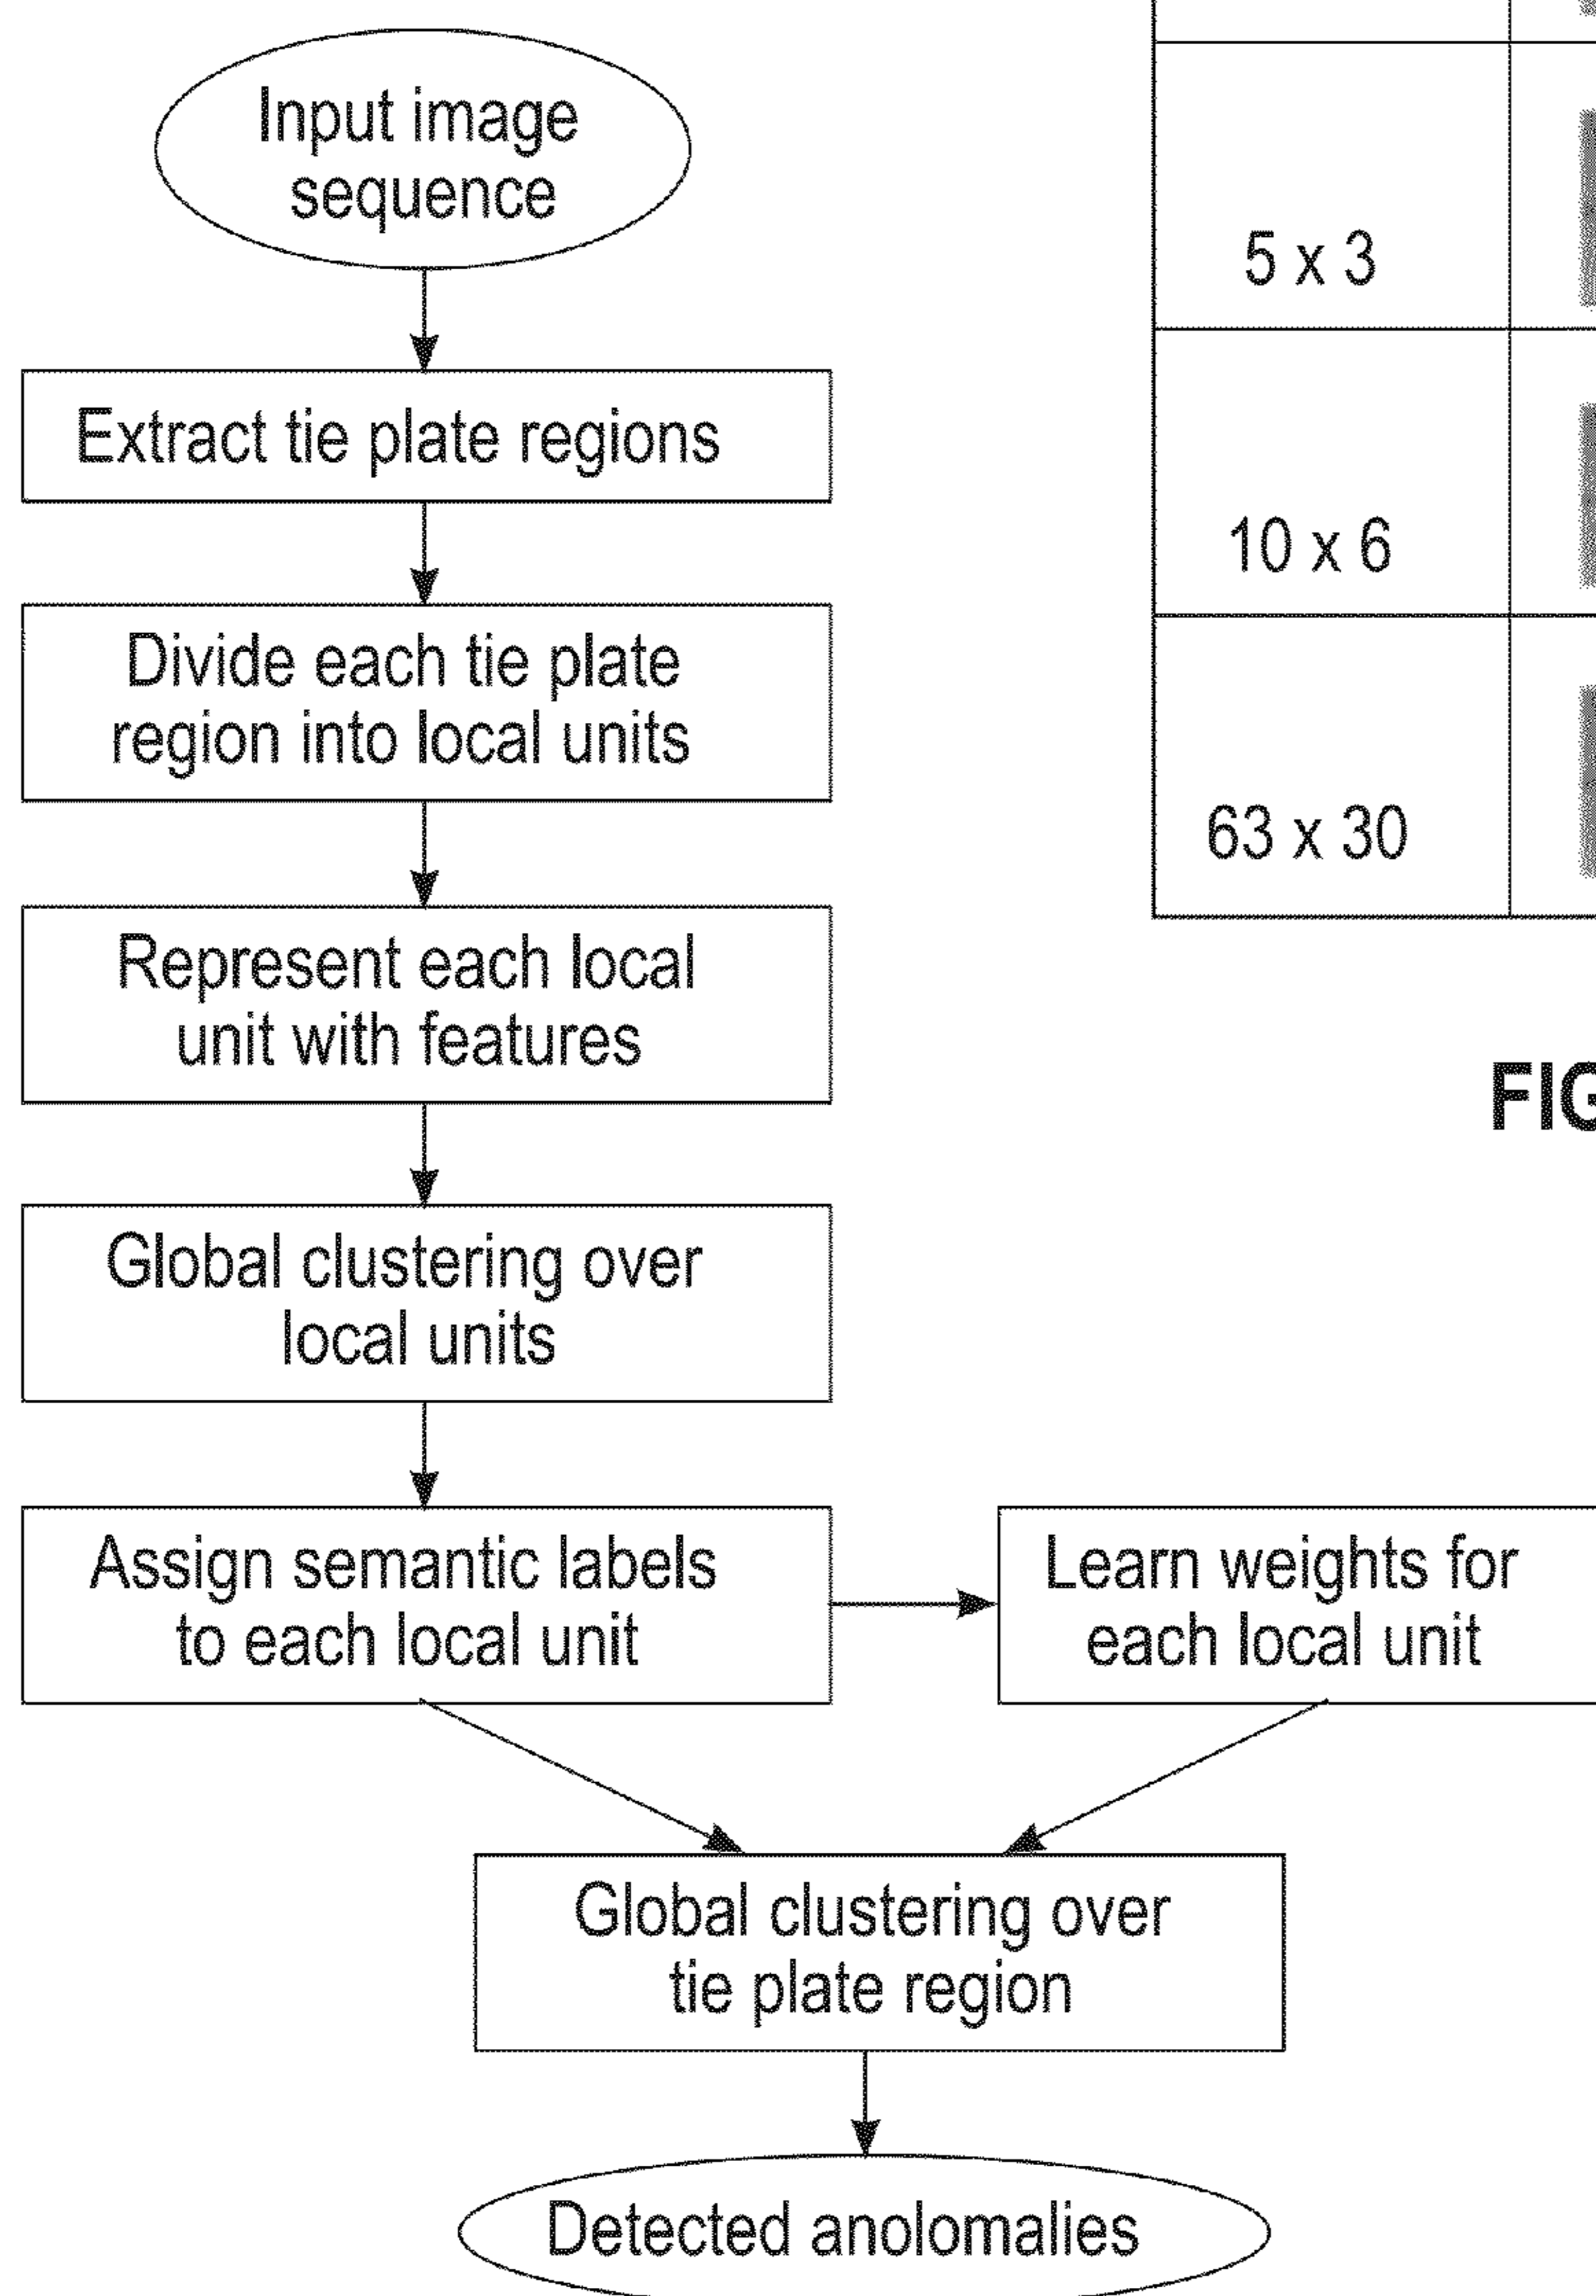 Input image
sequence
Extract tie plate regions
Divide each tie plate
region into local units
Represent each local
unit with features
Global clustering over
local units
Assign semantic labels
to each local unit
Learn weights for
each local unit
Global clustering over
tie plate region
Detected anolomalies
5 x 3
10 x 6
63 x 30
FIG